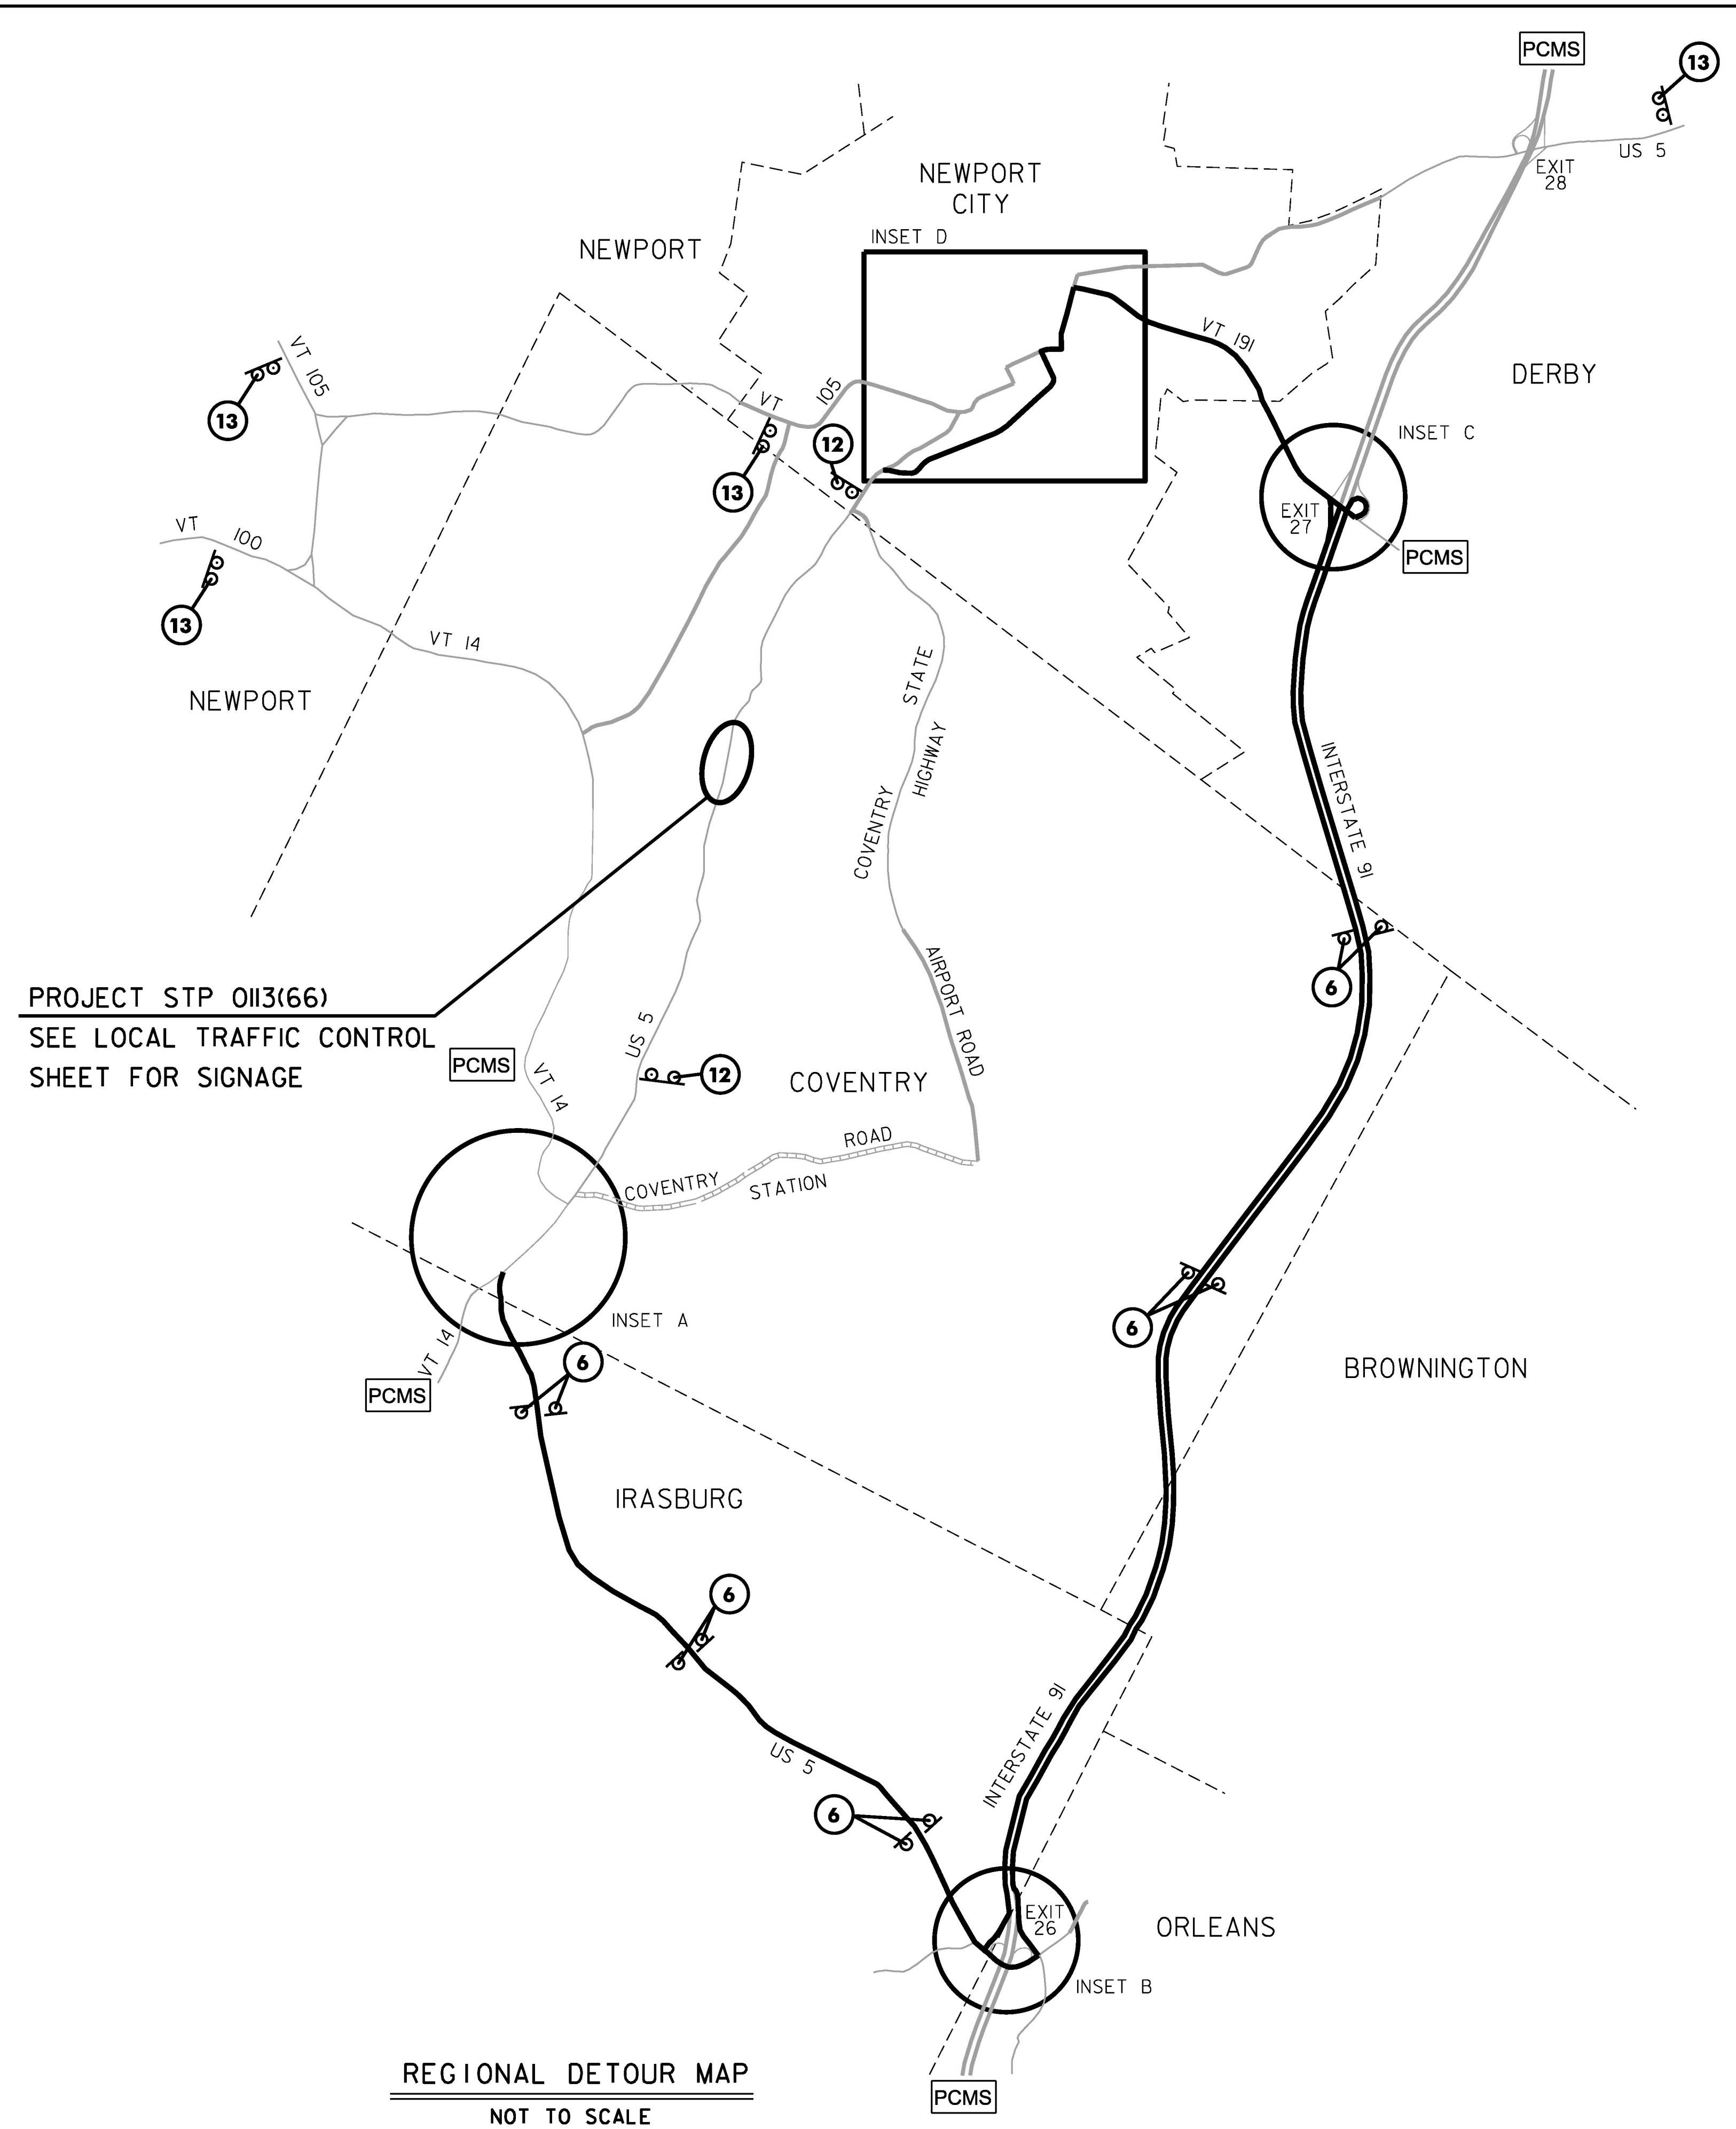 PCMS
13
US 5
EXIT
28
NEWPORT
CITY
INSET D
NEWPORT
VT 191
DERBY
VT 105
13
VT 105
12
13
INSET C
EXIT
27
PCMS
VT 100
13
VT 14
NEWPORT
STATE
HIGHWAY
COVENTRY
INTERSTATE 91
6
AIRPORT ROAD
PROJECT STP 0113(66)
SEE LOCAL TRAFFIC CONTROL
SHEET FOR SIGNAGE
PCMS
VT 14
US 5
12
COVENTRY
ROAD
COVENTRY
STATION
INSET A
VT 14
PCMS
6
6
BROWNINGTON
IRASBURG
6
INTERSTATE 91
US 5
6
EXIT
26
ORLEANS
INSET B
PCMS
REGIONAL DETOUR MAP
NOT TO SCALE